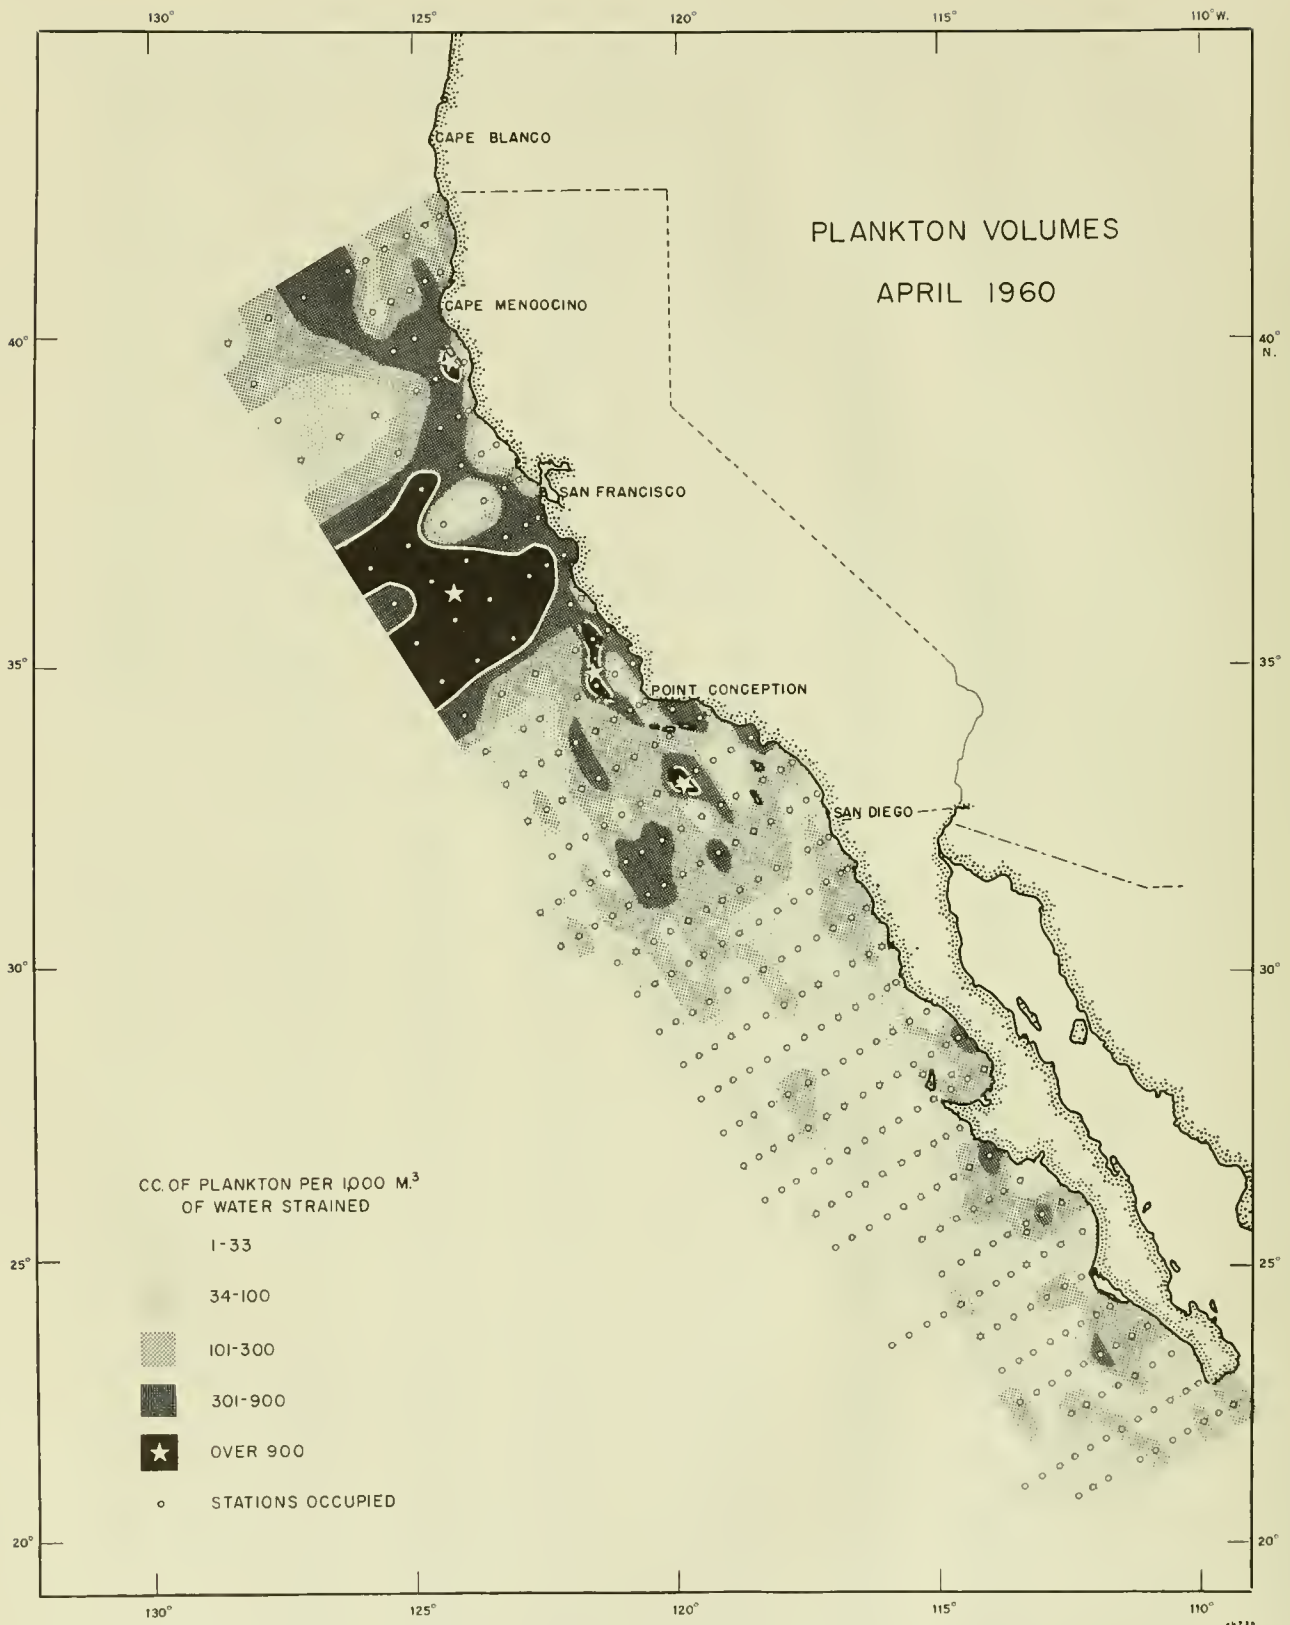 130° 125° 120° 115° 110° W.
CAPE BLANCO
PLANKTON VOLUMES
APRIL 1960
CAPE MENDOCINO
40° 40°
N.
SAN FRANCISCO
35° 35°
POINT CONCEPTION
SAN DIEGO
30° 30°
CC. OF PLANKTON PER 1,000 M.³
OF WATER STRAINED
1-33
25° 25°
34-100
101-300
301-900
OVER 900
STATIONS OCCUPIED
20° 20°
130° 125° 120° 115° 110°